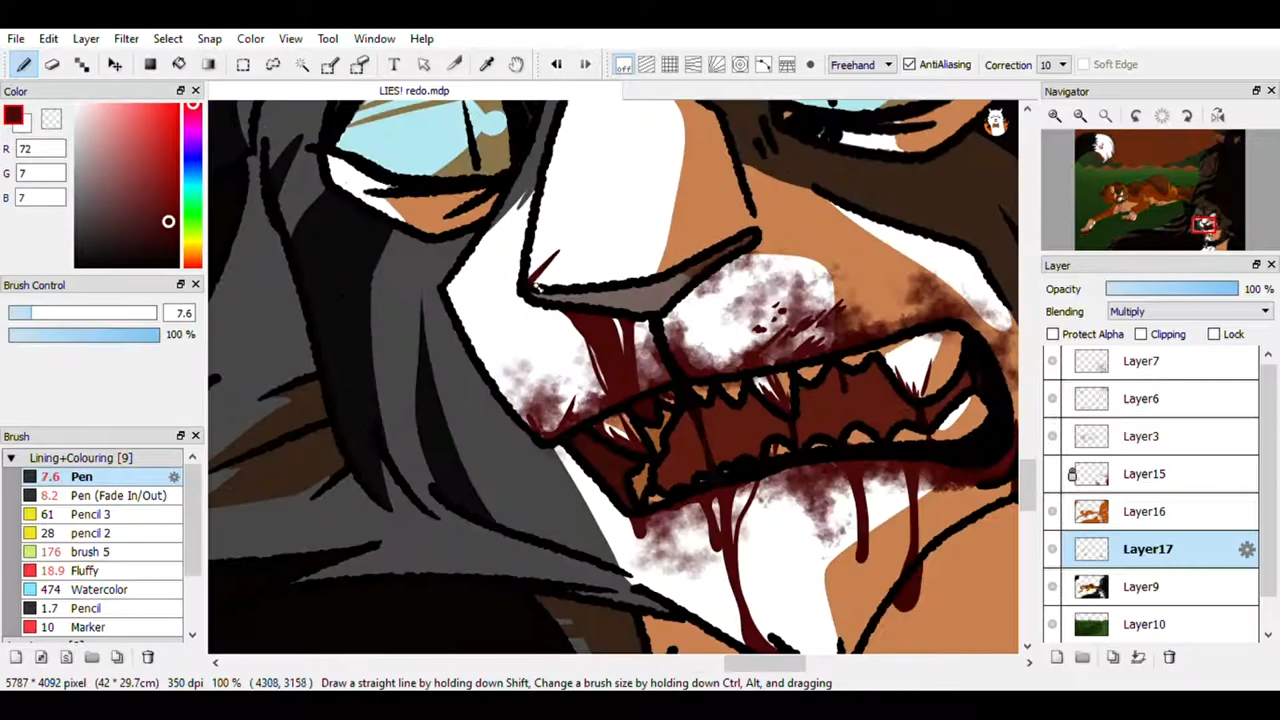 File Edit Layer Filter Select Snap Color View Tool Window Help
off Freehand AntiAliasing Correction 10 Soft Edge
Color
LIES! redo.mdp
Navigator
R 72
G 7
B 7
Layer
Brush Control
Opacity 100 %
7.6
Blending Multiply
100 %
Protect Alpha Clipping Lock
Layer7
Layer6
Brush
Layer3
Lining+Colouring [9]
7.6 Pen
Layer15
8.2 Pen (Fade In/Out)
61 Pencil 3
Layer16
28 pencil 2
176 brush 5
Layer17
18.9 Fluffy
474 Watercolor
Layer9
1.7 Pencil
10 Marker
Layer10
5787 * 4092 pixel (42 * 29.7cm) 350 dpi 100 % ( 4308, 3158 ) Draw a straight line by holding down Shift, Change a brush size by holding down Ctrl, Alt, and dragging